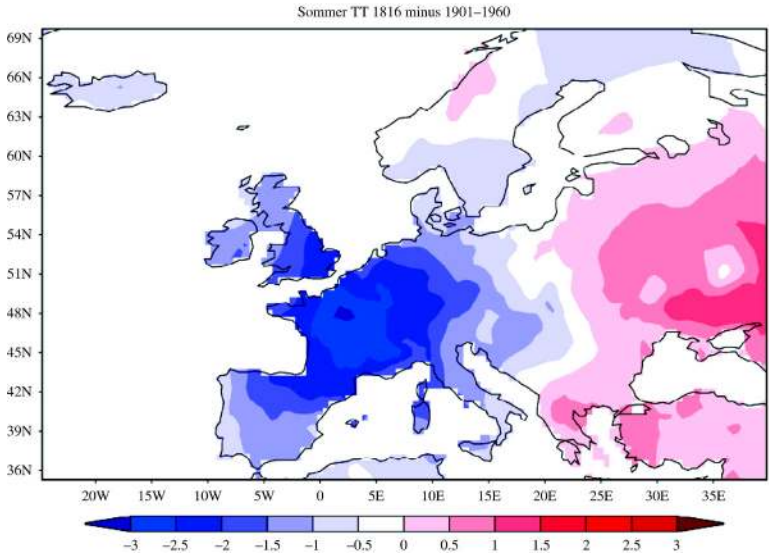 Sommer TT 1816 minus 1901–1960
69N
66N
63N
60N
57N
54N
51N
48N
45N
42N
39N
36N
20W 15W 10W 5W 0 5E 10E 15E 20E 25E 30E 35E
−3 −2.5 −2 −1.5 −1 −0.5 0 0.5 1 1.5 2 2.5 3